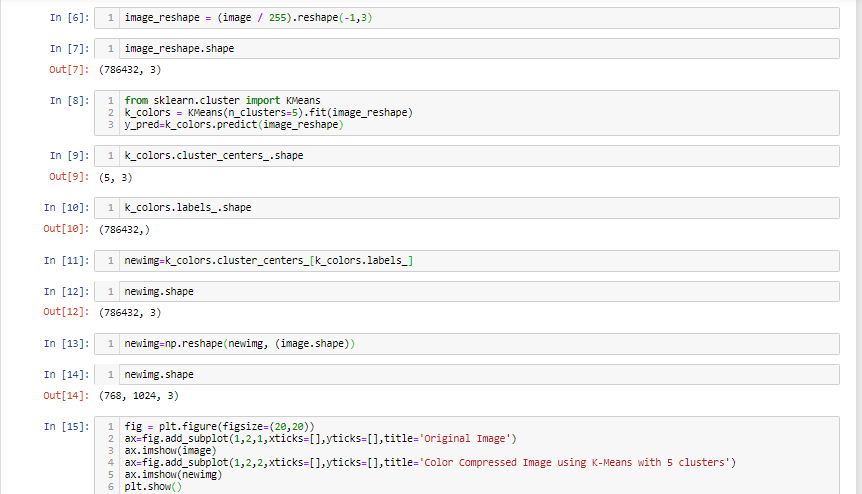 In [6]: 1 image_reshape = (image / 255).reshape(-1,3)
In [7]: 1 image_reshape.shape
Out[7]: (786432, 3)
In [8]: 1 from sklearn.cluster import KMeans
2 k_colors = KMeans(n_clusters=5).fit(image_reshape)
3 y_pred=k_colors.predict(image_reshape)
In [9]: 1 k_colors.cluster_centers_.shape
Out[9]: (5, 3)
In [10]: 1 k_colors.labels_.shape
Out[10]: (786432,)
In [11]: 1 newimg=k_colors.cluster_centers_[k_colors.labels_]
In [12]: 1 newimg.shape
Out[12]: (786432, 3)
In [13]: 1 newimg=np.reshape(newimg, (image.shape))
In [14]: 1 newimg.shape
Out[14]: (768, 1024, 3)
In [15]: 1 fig = plt.figure(figsize=(20,20))
2 ax=fig.add_subplot(1,2,1,xticks=[],yticks=[],title='Original Image')
3 ax.imshow(image)
4 ax=fig.add_subplot(1,2,2,xticks=[],yticks=[],title='Color Compressed Image using K-Means with 5 clusters')
5 ax.imshow(newimg)
6 plt.show()